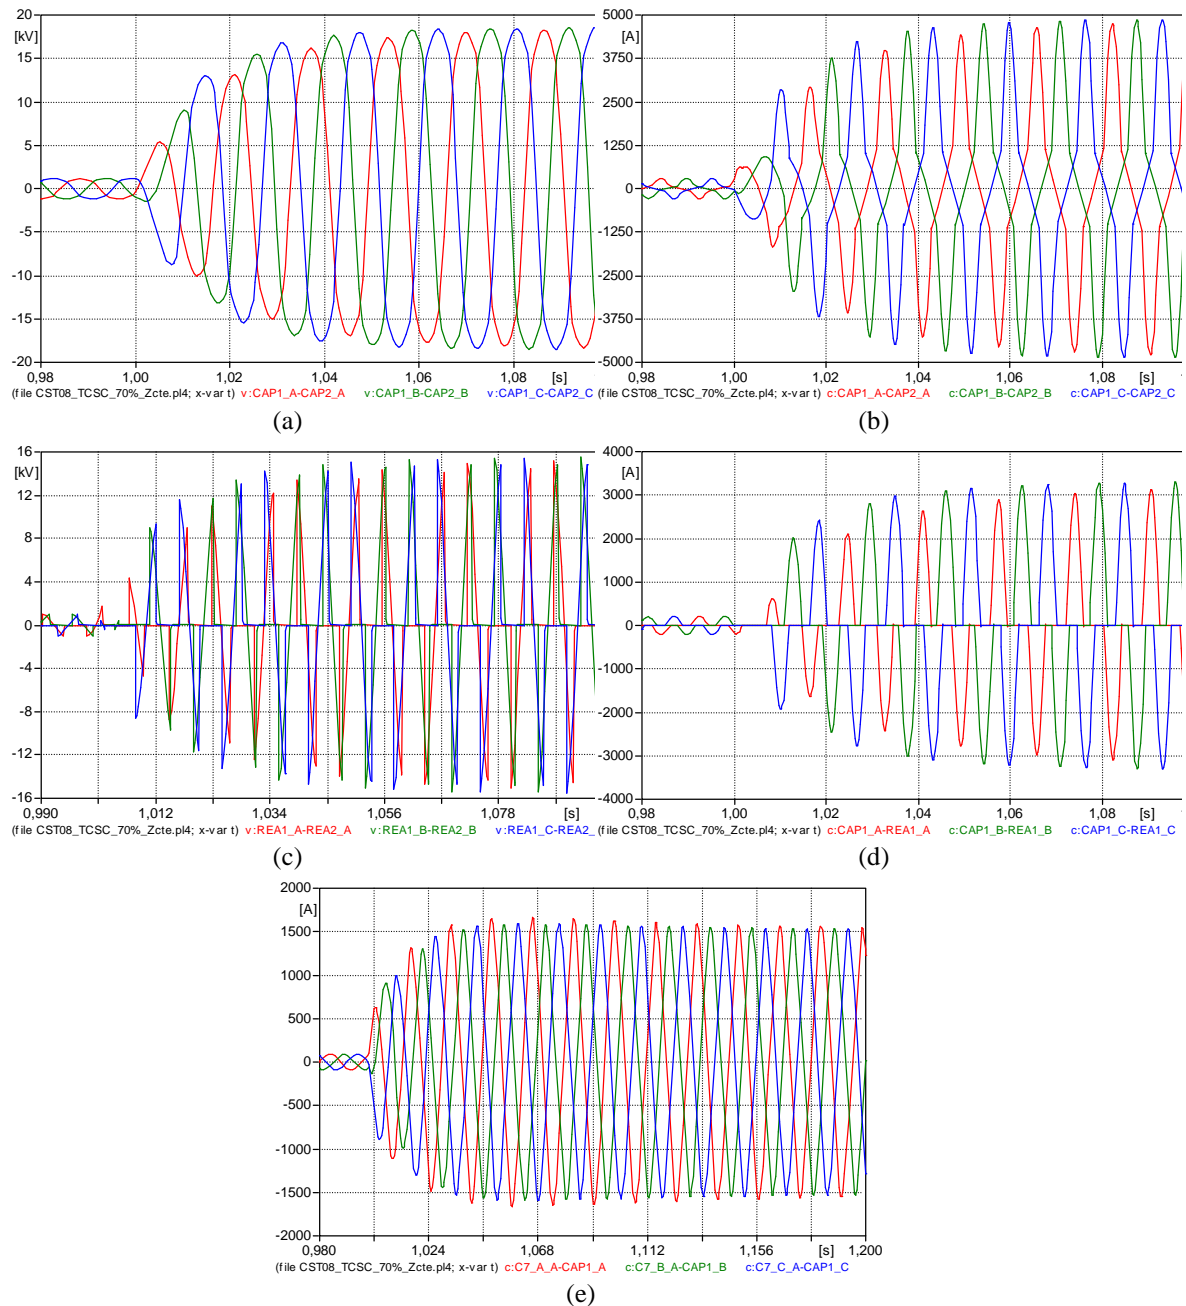 20
[kV]
15
10
5
0
-5
-10
-15
-20
0,98 1,00 1,02 1,04 1,06 1,08 [s]
(file CST08_TCSC_70%_Zcte.pl4; x-var t) v:CAP1_A-CAP2_A v:CAP1_B-CAP2_B v:CAP1_C-CAP2_C
(a)
5000
[A]
3750
2500
1250
0
-1250
-2500
-3750
-5000
0,98 1,00 1,02 1,04 1,06 1,08 [s]
(file CST08_TCSC_70%_Zcte.pl4; x-var t) c:CAP1_A-CAP2_A c:CAP1_B-CAP2_B c:CAP1_C-CAP2_C
(b)
16
[kV]
12
8
4
0
-4
-8
-12
-16
0,990 1,012 1,034 1,056 1,078 [s]
(file CST08_TCSC_70%_Zcte.pl4; x-var t) v:REA1_A-REA2_A v:REA1_B-REA2_B v:REA1_C-REA2_
(c)
4000
[A]
3000
2000
1000
0
-1000
-2000
-3000
-4000
0,98 1,00 1,02 1,04 1,06 1,08 [s]
(file CST08_TCSC_70%_Zcte.pl4; x-var t) c:CAP1_A-REA1_A c:CAP1_B-REA1_B c:CAP1_C-REA1_C
(d)
2000
[A]
1500
1000
500
0
-500
-1000
-1500
-2000
0,980 1,024 1,068 1,112 1,156 [s] 1,200
(file CST08_TCSC_70%_Zcte.pl4; x-var t) c:C7_A_A-CAP1_A c:C7_B_A-CAP1_B c:C7_C_A-CAP1_C
(e)